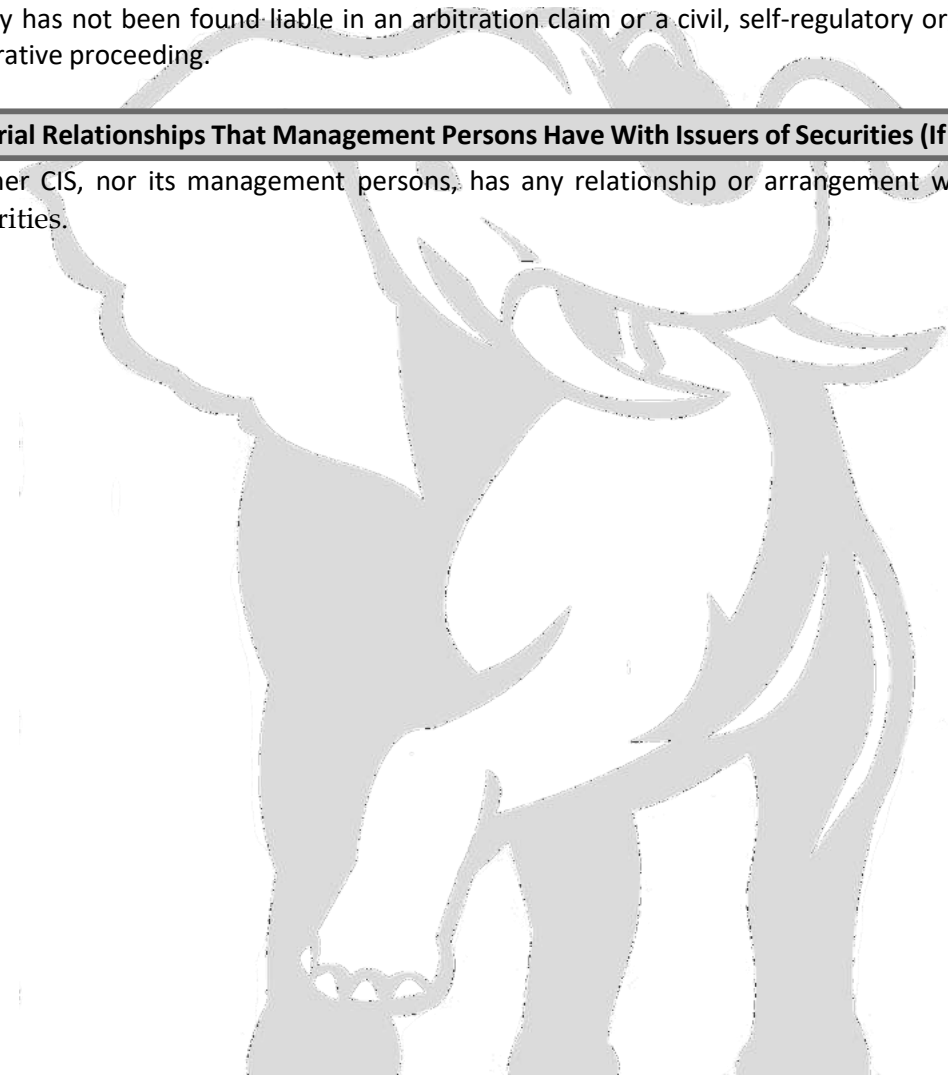 y has not been found liable in an arbitration claim or a civil, self-regulatory or
rative proceeding.
rial Relationships That Management Persons Have With Issuers of Securities (If
ner CIS, nor its management persons, has any relationship or arrangement w
rities.